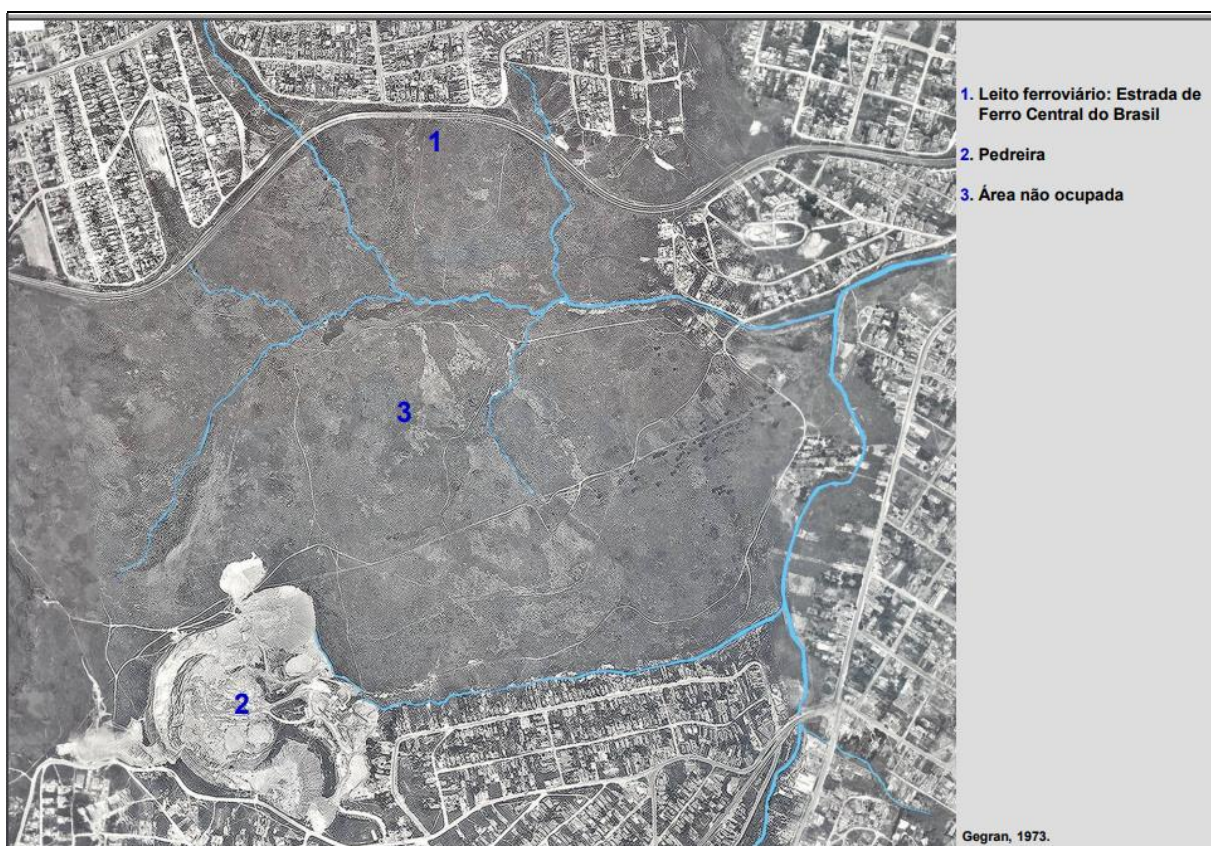 1
2
3
1. Leito ferroviário: Estrada de
Ferro Central do Brasil
2. Pedreira
3. Área não ocupada
Gegran, 1973.